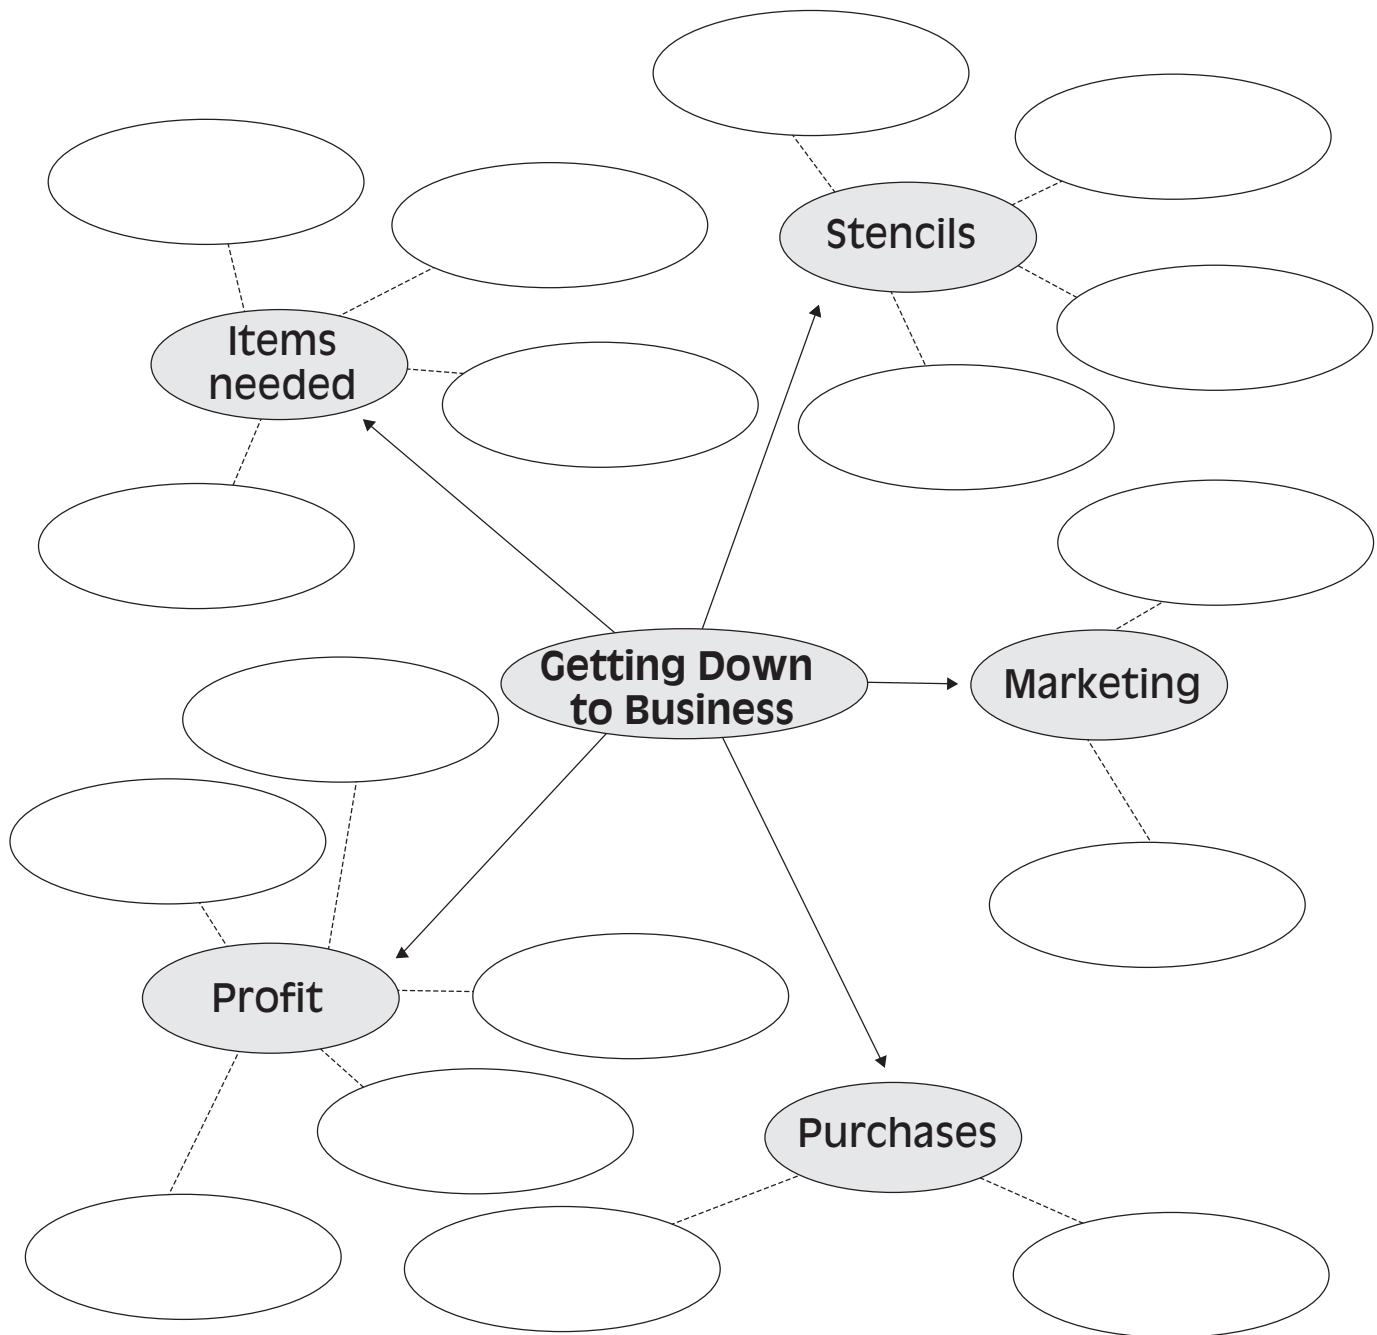 Stencils
Items
needed
Getting Down
to Business
Marketing
Profit
Purchases